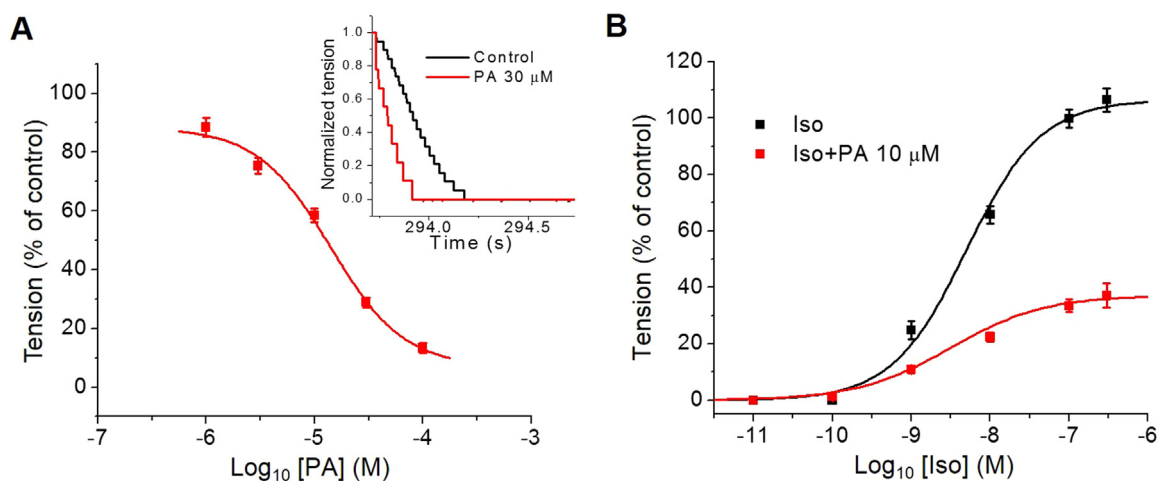 A
Tension (% of control)
100
80
60
40
20
0
-7 -6 -5 -4 -3
Log10 [PA] (M)
Normalized tension
1.0
0.8
0.6
0.4
0.2
0.0
Control
PA 30 μM
294.0 294.5
Time (s)
B
Tension (% of control)
120
100
80
60
40
20
0
Iso
Iso+PA 10 μM
-11 -10 -9 -8 -7 -6
Log10 [Iso] (M)